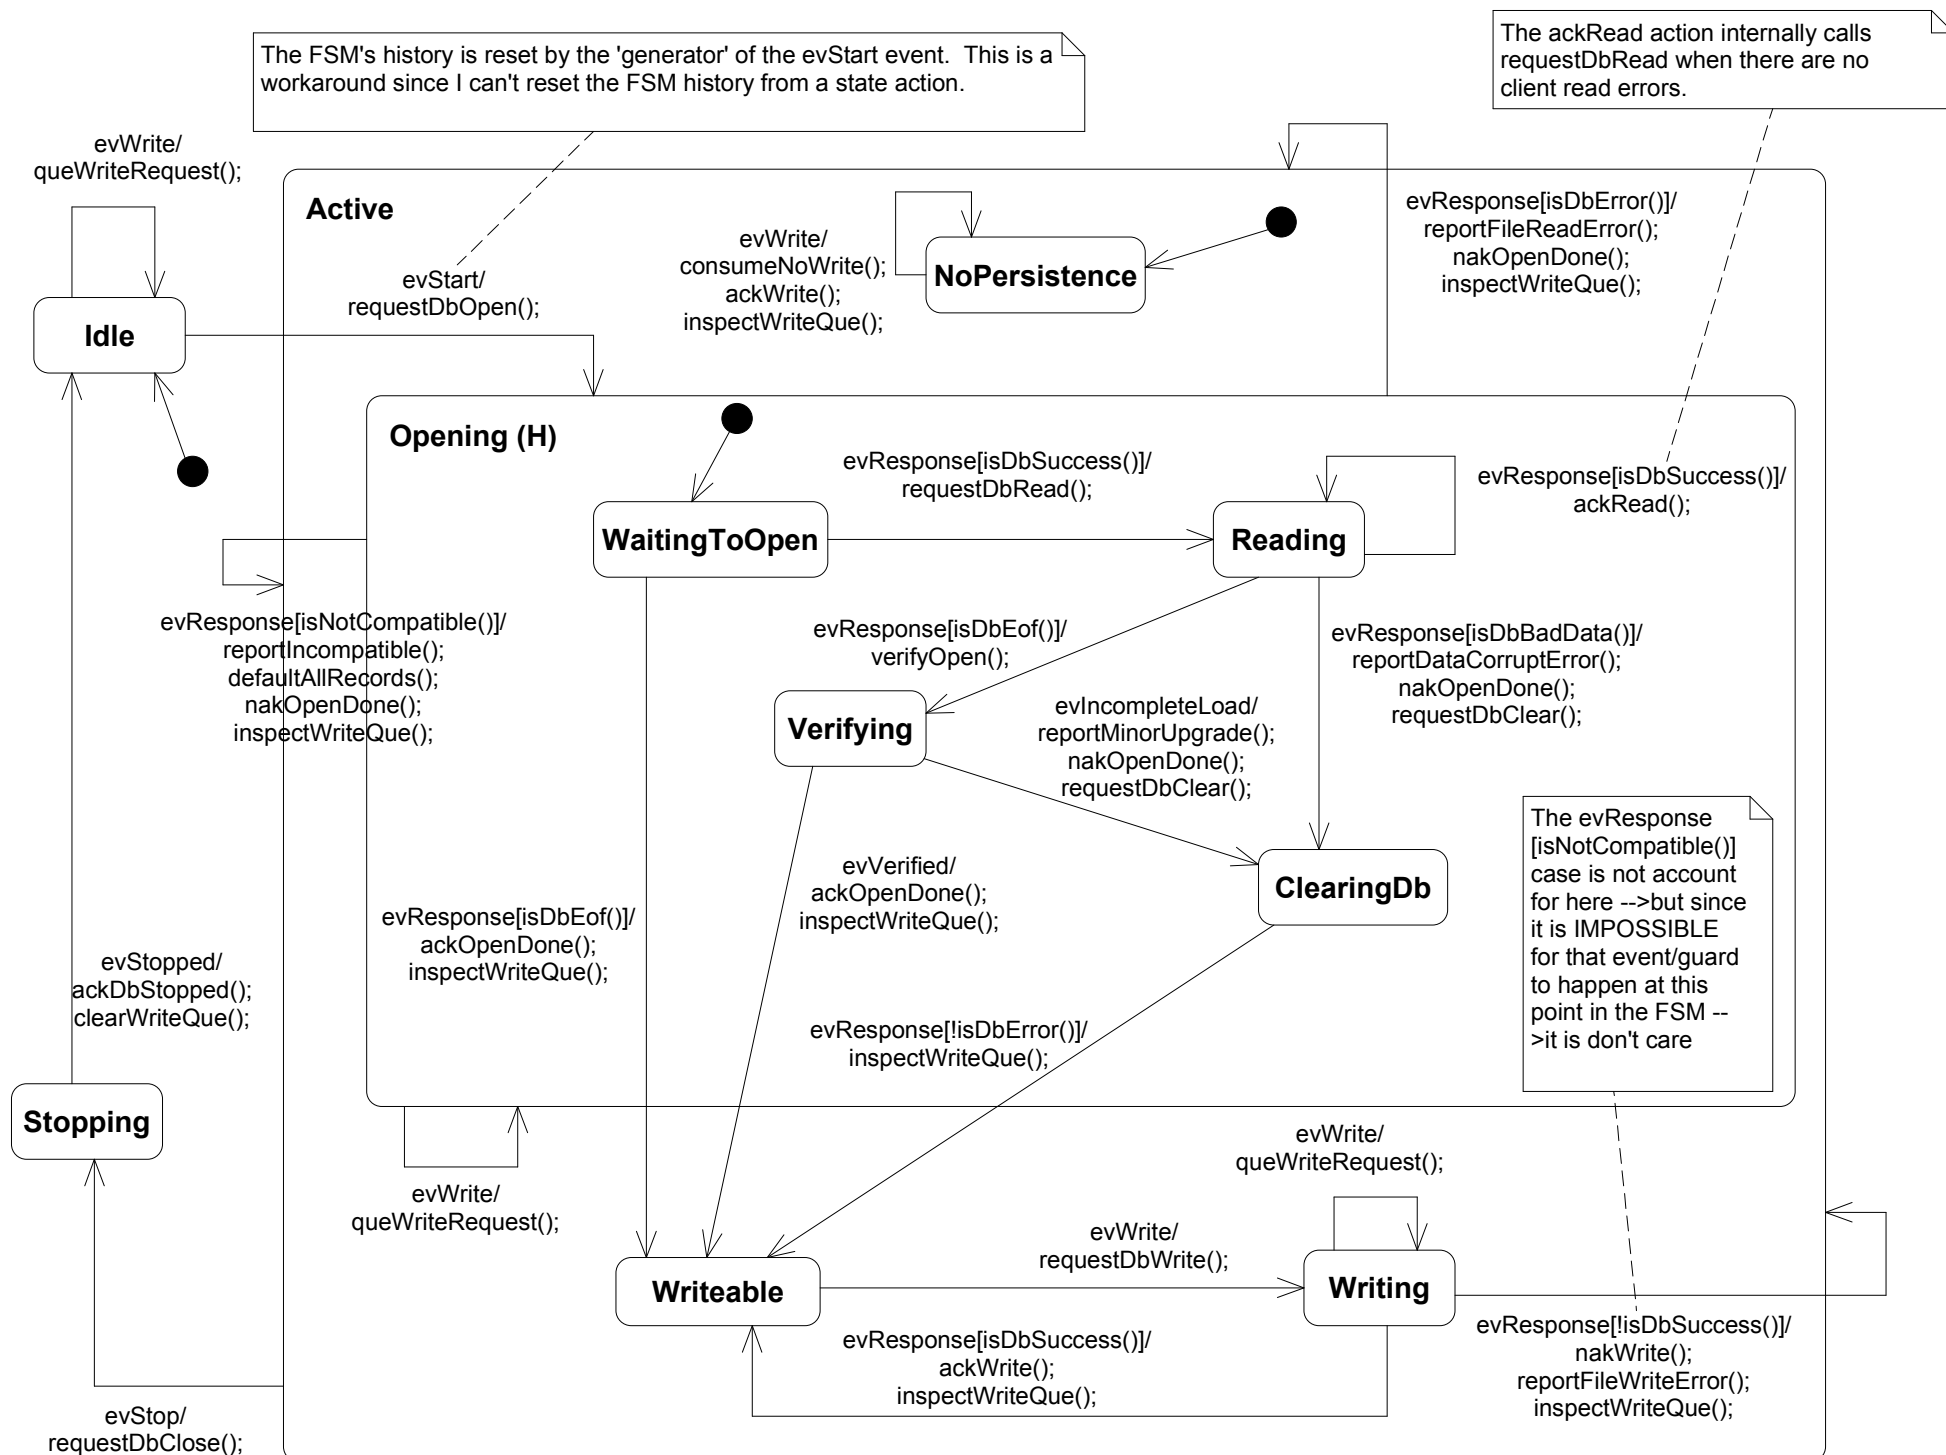 The FSM's history is reset by the 'generator' of the evStart event.  This is a
workaround since I can't reset the FSM history from a state action.
The ackRead action internally calls
requestDbRead when there are no
client read errors.
evWrite/
queWriteRequest();
Active
evStart/
requestDbOpen();
evWrite/
consumeNoWrite();
ackWrite();
inspectWriteQue();
NoPersistence
evResponse[isDbError()]/
reportFileReadError();
nakOpenDone();
inspectWriteQue();
Idle
Opening (H)
evResponse[isDbSuccess()]/
requestDbRead();
evResponse[isDbSuccess()]/
ackRead();
WaitingToOpen
Reading
evResponse[isNotCompatible()]/
reportIncompatible();
defaultAllRecords();
nakOpenDone();
inspectWriteQue();
evResponse[isDbEof()]/
verifyOpen();
evResponse[isDbBadData()]/
reportDataCorruptError();
nakOpenDone();
requestDbClear();
Verifying
evIncompleteLoad/
reportMinorUpgrade();
nakOpenDone();
requestDbClear();
The evResponse
[isNotCompatible()]
case is not account
for here -->but since
it is IMPOSSIBLE
for that event/guard
to happen at this
point in the FSM --
>it is don't care
evVerified/
ackOpenDone();
inspectWriteQue();
ClearingDb
evResponse[isDbEof()]/
ackOpenDone();
inspectWriteQue();
evStopped/
ackDbStopped();
clearWriteQue();
evResponse[!isDbError()]/
inspectWriteQue();
Stopping
evWrite/
queWriteRequest();
evWrite/
queWriteRequest();
evWrite/
requestDbWrite();
Writeable
Writing
evResponse[isDbSuccess()]/
ackWrite();
inspectWriteQue();
evResponse[!isDbSuccess()]/
nakWrite();
reportFileWriteError();
inspectWriteQue();
evStop/
requestDbClose();